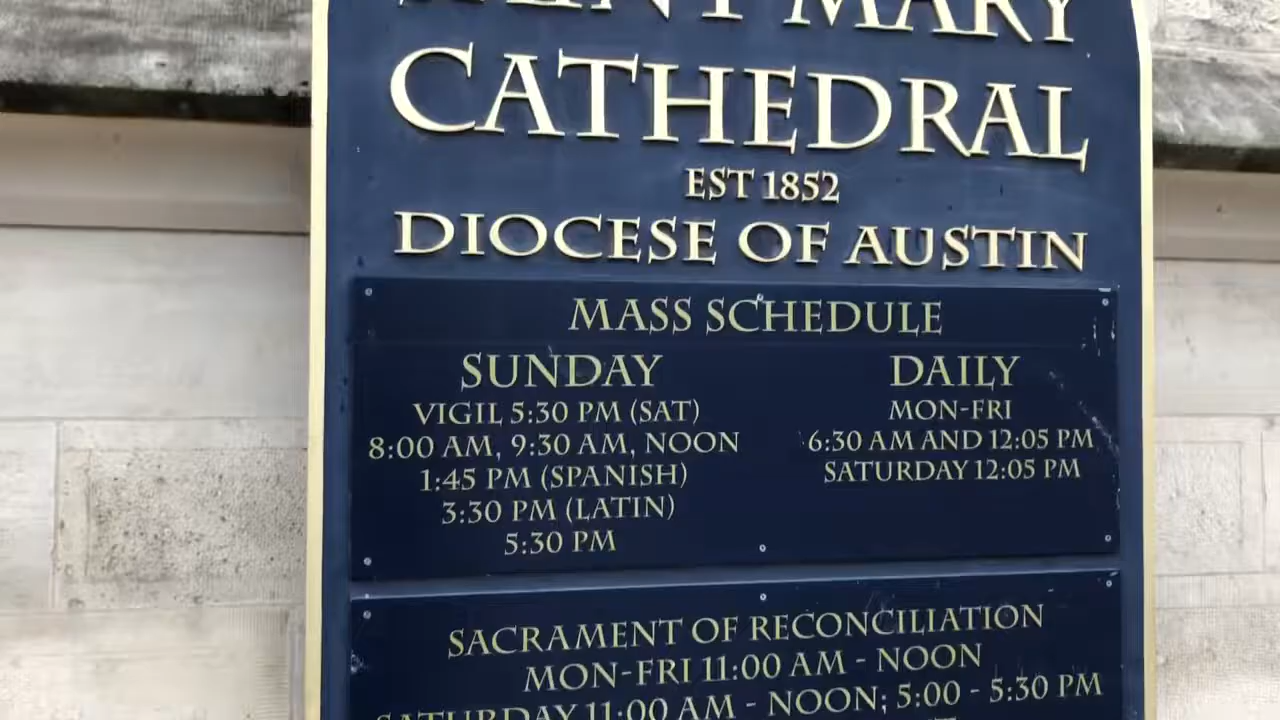 SAINT MARY
CATHEDRAL
EST 1852
DIOCESE OF AUSTIN
MASS SCHEDULE
SUNDAY
VIGIL 5:30 PM (SAT)
8:00 AM, 9:30 AM, NOON
1:45 PM (SPANISH)
3:30 PM (LATIN)
5:30 PM
DAILY
MON-FRI
6:30 AM AND 12:05 PM
SATURDAY 12:05 PM
SACRAMENT OF RECONCILIATION
MON-FRI 11:00 AM - NOON
SATURDAY 11:00 AM - NOON; 5:00 - 5:30 PM